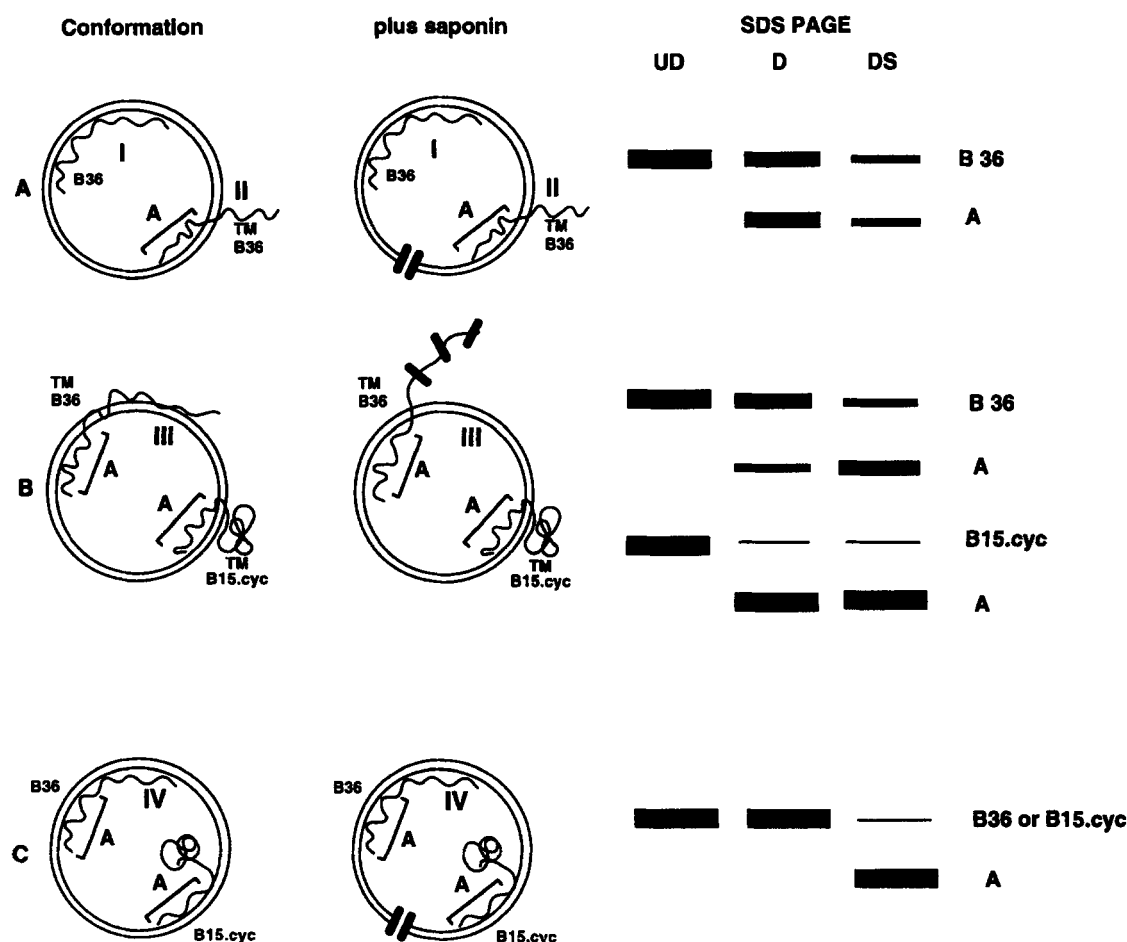 Conformation plus saponin SDS PAGE
UD D DS
A
I
B36
A
II
TM
B36
I
B36
A
II
TM
B36
B 36
A
B
TM
B36
III
A
A
TM
B15.cyc
TM
B36
III
A
A
TM
B15.cyc
B 36
A
B15.cyc
A
C
B36
IV
A
A
B15.cyc
B36
IV
A
A
B15.cyc
B36 or B15.cyc
A